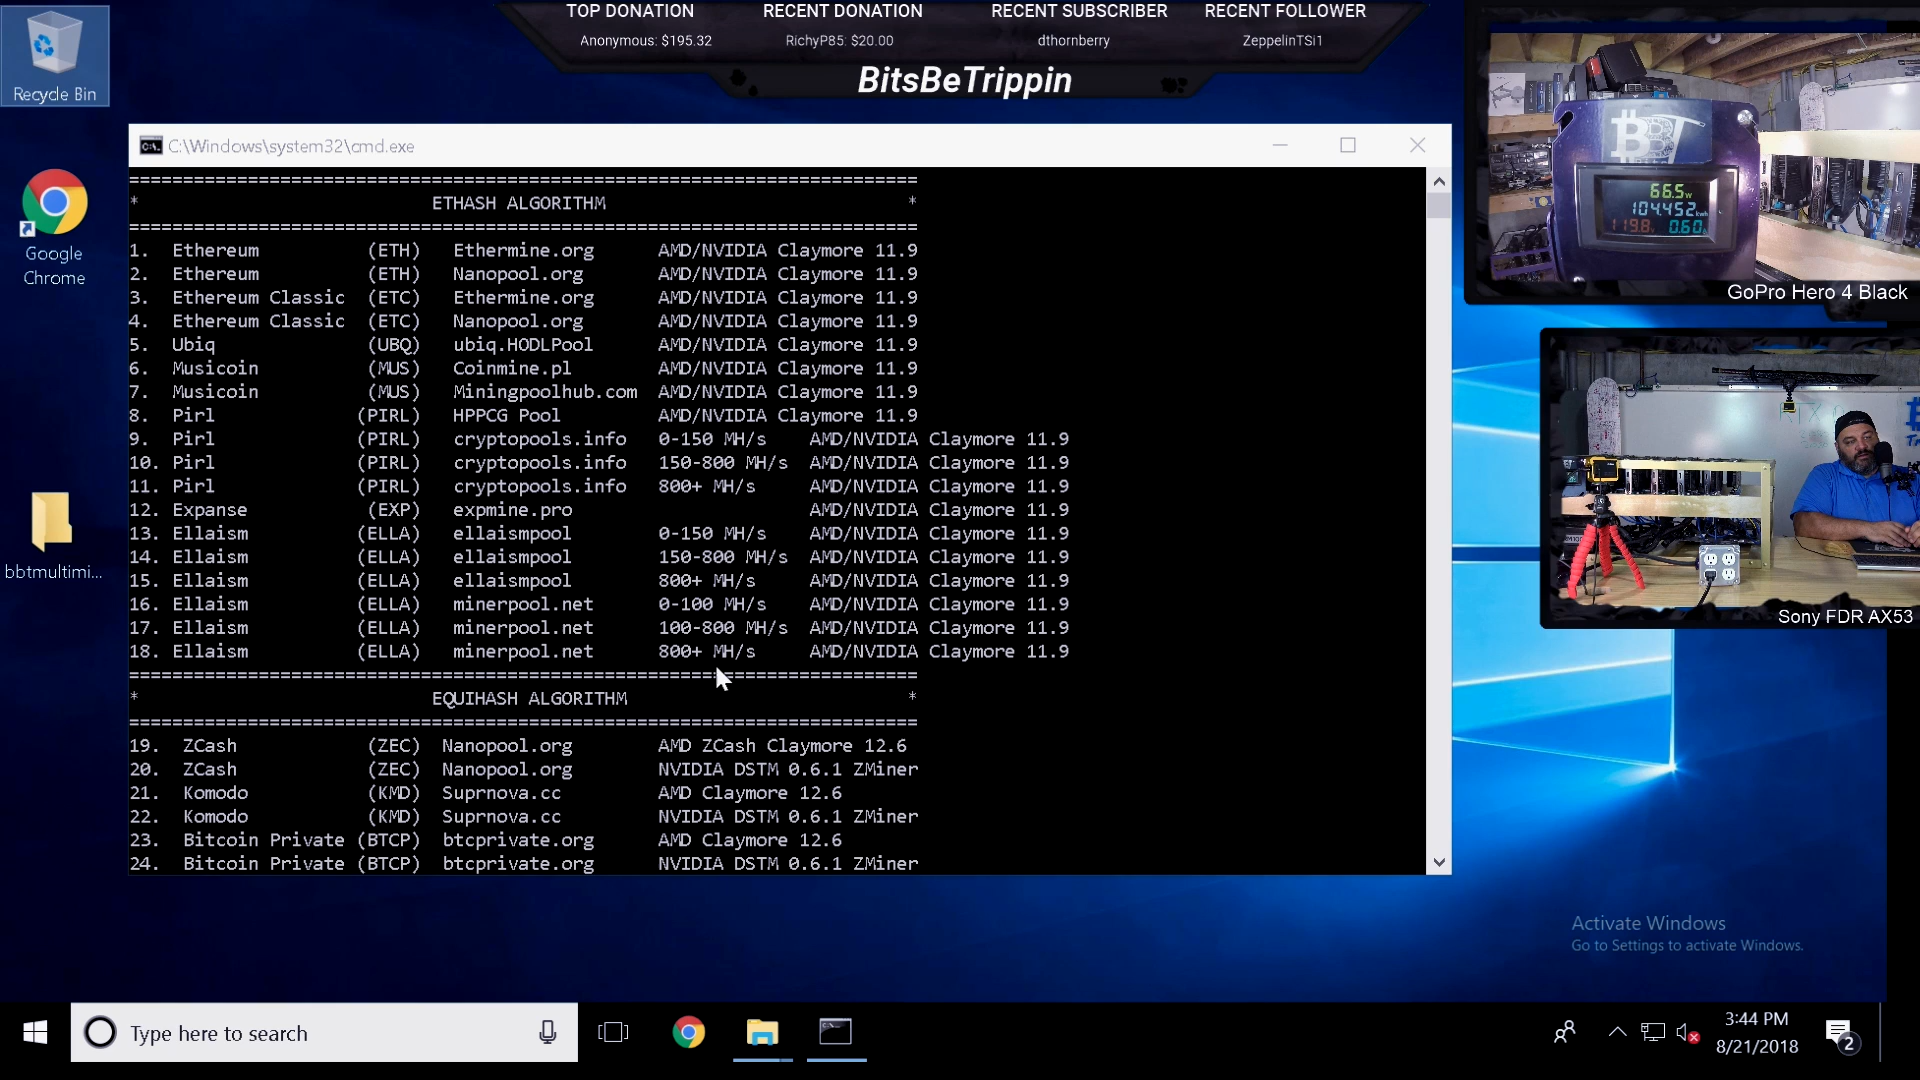 TOP DONATION RECENT DONATION RECENT SUBSCRIBER RECENT FOLLOWER
Anonymous: $195.32 RichyP85: $20.00 dthornberry ZeppelinTSi1
BitsBeTrippin
Recycle Bin
Google
Chrome
bbtmultimi...
C:\Windows\system32\cmd.exe
=========================================================================
* ETHASH ALGORITHM *
=========================================================================
1. Ethereum (ETH) Ethermine.org AMD/NVIDIA Claymore 11.9
2. Ethereum (ETH) Nanopool.org AMD/NVIDIA Claymore 11.9
3. Ethereum Classic (ETC) Ethermine.org AMD/NVIDIA Claymore 11.9
4. Ethereum Classic (ETC) Nanopool.org AMD/NVIDIA Claymore 11.9
5. Ubiq (UBQ) ubiq.HODLPool AMD/NVIDIA Claymore 11.9
6. Musicoin (MUS) Coinmine.pl AMD/NVIDIA Claymore 11.9
7. Musicoin (MUS) Miningpoolhub.com AMD/NVIDIA Claymore 11.9
8. Pirl (PIRL) HPPCG Pool AMD/NVIDIA Claymore 11.9
9. Pirl (PIRL) cryptopools.info 0-150 MH/s AMD/NVIDIA Claymore 11.9
10. Pirl (PIRL) cryptopools.info 150-800 MH/s AMD/NVIDIA Claymore 11.9
11. Pirl (PIRL) cryptopools.info 800+ MH/s AMD/NVIDIA Claymore 11.9
12. Expanse (EXP) expmine.pro AMD/NVIDIA Claymore 11.9
13. Ellaism (ELLA) ellaismpool 0-150 MH/s AMD/NVIDIA Claymore 11.9
14. Ellaism (ELLA) ellaismpool 150-800 MH/s AMD/NVIDIA Claymore 11.9
15. Ellaism (ELLA) ellaismpool 800+ MH/s AMD/NVIDIA Claymore 11.9
16. Ellaism (ELLA) minerpool.net 0-100 MH/s AMD/NVIDIA Claymore 11.9
17. Ellaism (ELLA) minerpool.net 100-800 MH/s AMD/NVIDIA Claymore 11.9
18. Ellaism (ELLA) minerpool.net 800+ MH/s AMD/NVIDIA Claymore 11.9
=========================================================================
* EQUIHASH ALGORITHM *
=========================================================================
19. ZCash (ZEC) Nanopool.org AMD ZCash Claymore 12.6
20. ZCash (ZEC) Nanopool.org NVIDIA DSTM 0.6.1 ZMiner
21. Komodo (KMD) Suprnova.cc AMD Claymore 12.6
22. Komodo (KMD) Suprnova.cc NVIDIA DSTM 0.6.1 ZMiner
23. Bitcoin Private (BTCP) btcprivate.org AMD Claymore 12.6
24. Bitcoin Private (BTCP) btcprivate.org NVIDIA DSTM 0.6.1 ZMiner
BBT
66.5w
104.452kwh
119.8v 0.60A
GoPro Hero 4 Black
Sony FDR AX53
Activate Windows
Go to Settings to activate Windows.
Type here to search
3:44 PM
8/21/2018
2